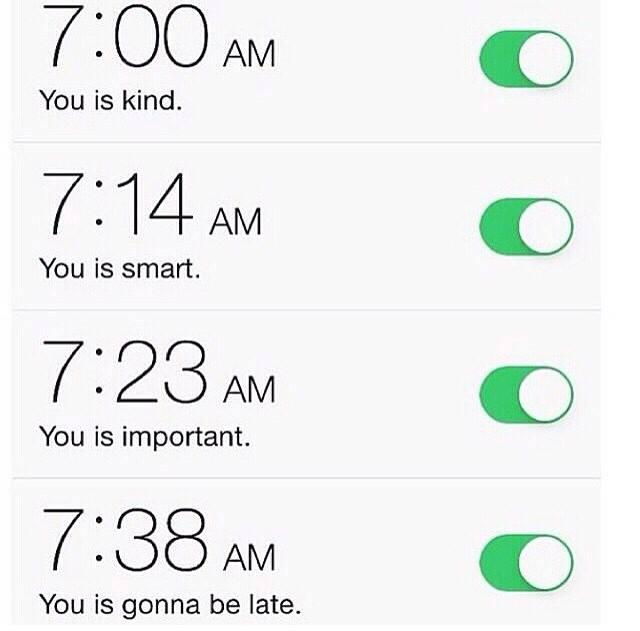 7:00 AM
You is kind.
7:14 AM
You is smart.
7:23 AM
You is important.
7:38 AM
You is gonna be late.